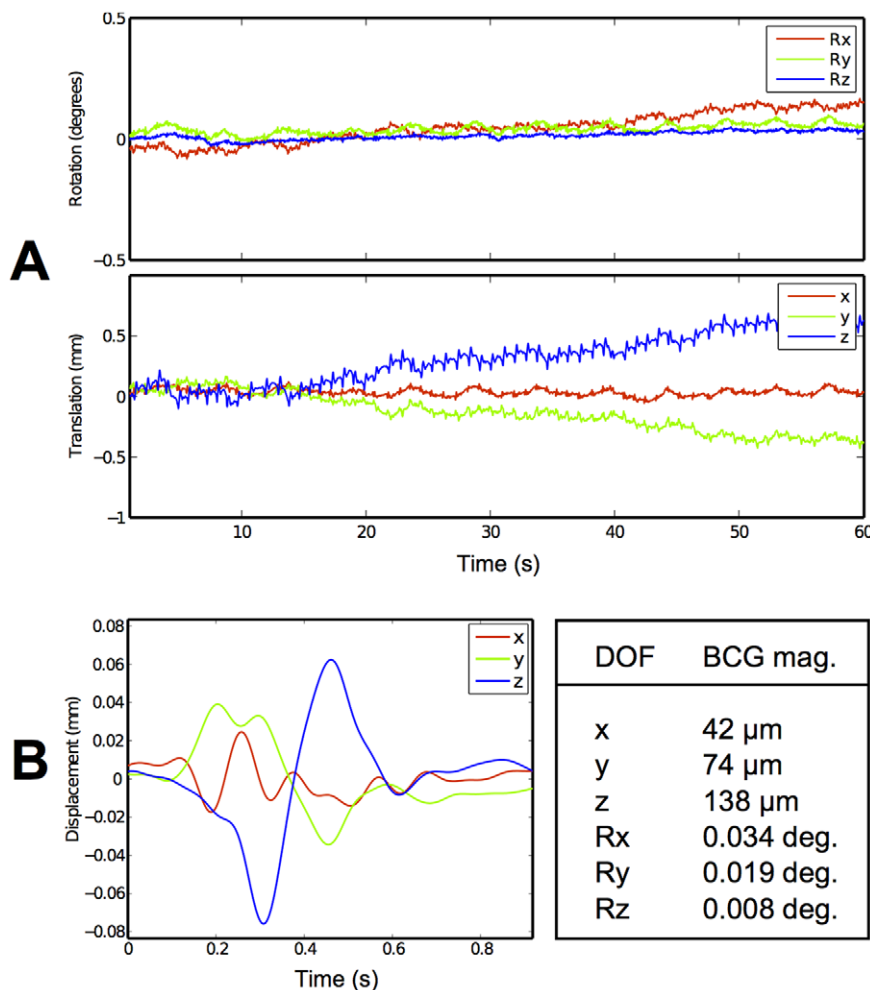 A
Rotation (degrees)
0.5
0
−0.5
Rx
Ry
Rz
Translation (mm)
0.5
0
−0.5
−1
x
y
z
10 20 30 40 50 60
Time (s)
B
Displacement (mm)
0.08
0.06
0.04
0.02
0
−0.02
−0.04
−0.06
−0.08
x
y
z
0 0.2 0.4 0.6 0.8
Time (s)
DOF BCG mag.
x 42 µm
y 74 µm
z 138 µm
Rx 0.034 deg.
Ry 0.019 deg.
Rz 0.008 deg.